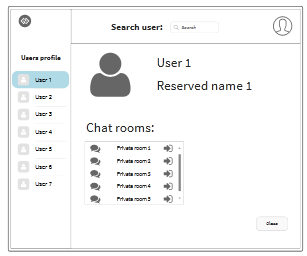 Search user:
Search
Users profile
User 1
User 2
User 3
User 4
User 5
User 6
User 7
User 1
Reserved name 1
Chat rooms:
Private room 1
Private room 2
Private room 3
Private room 4
Private room 5
Close